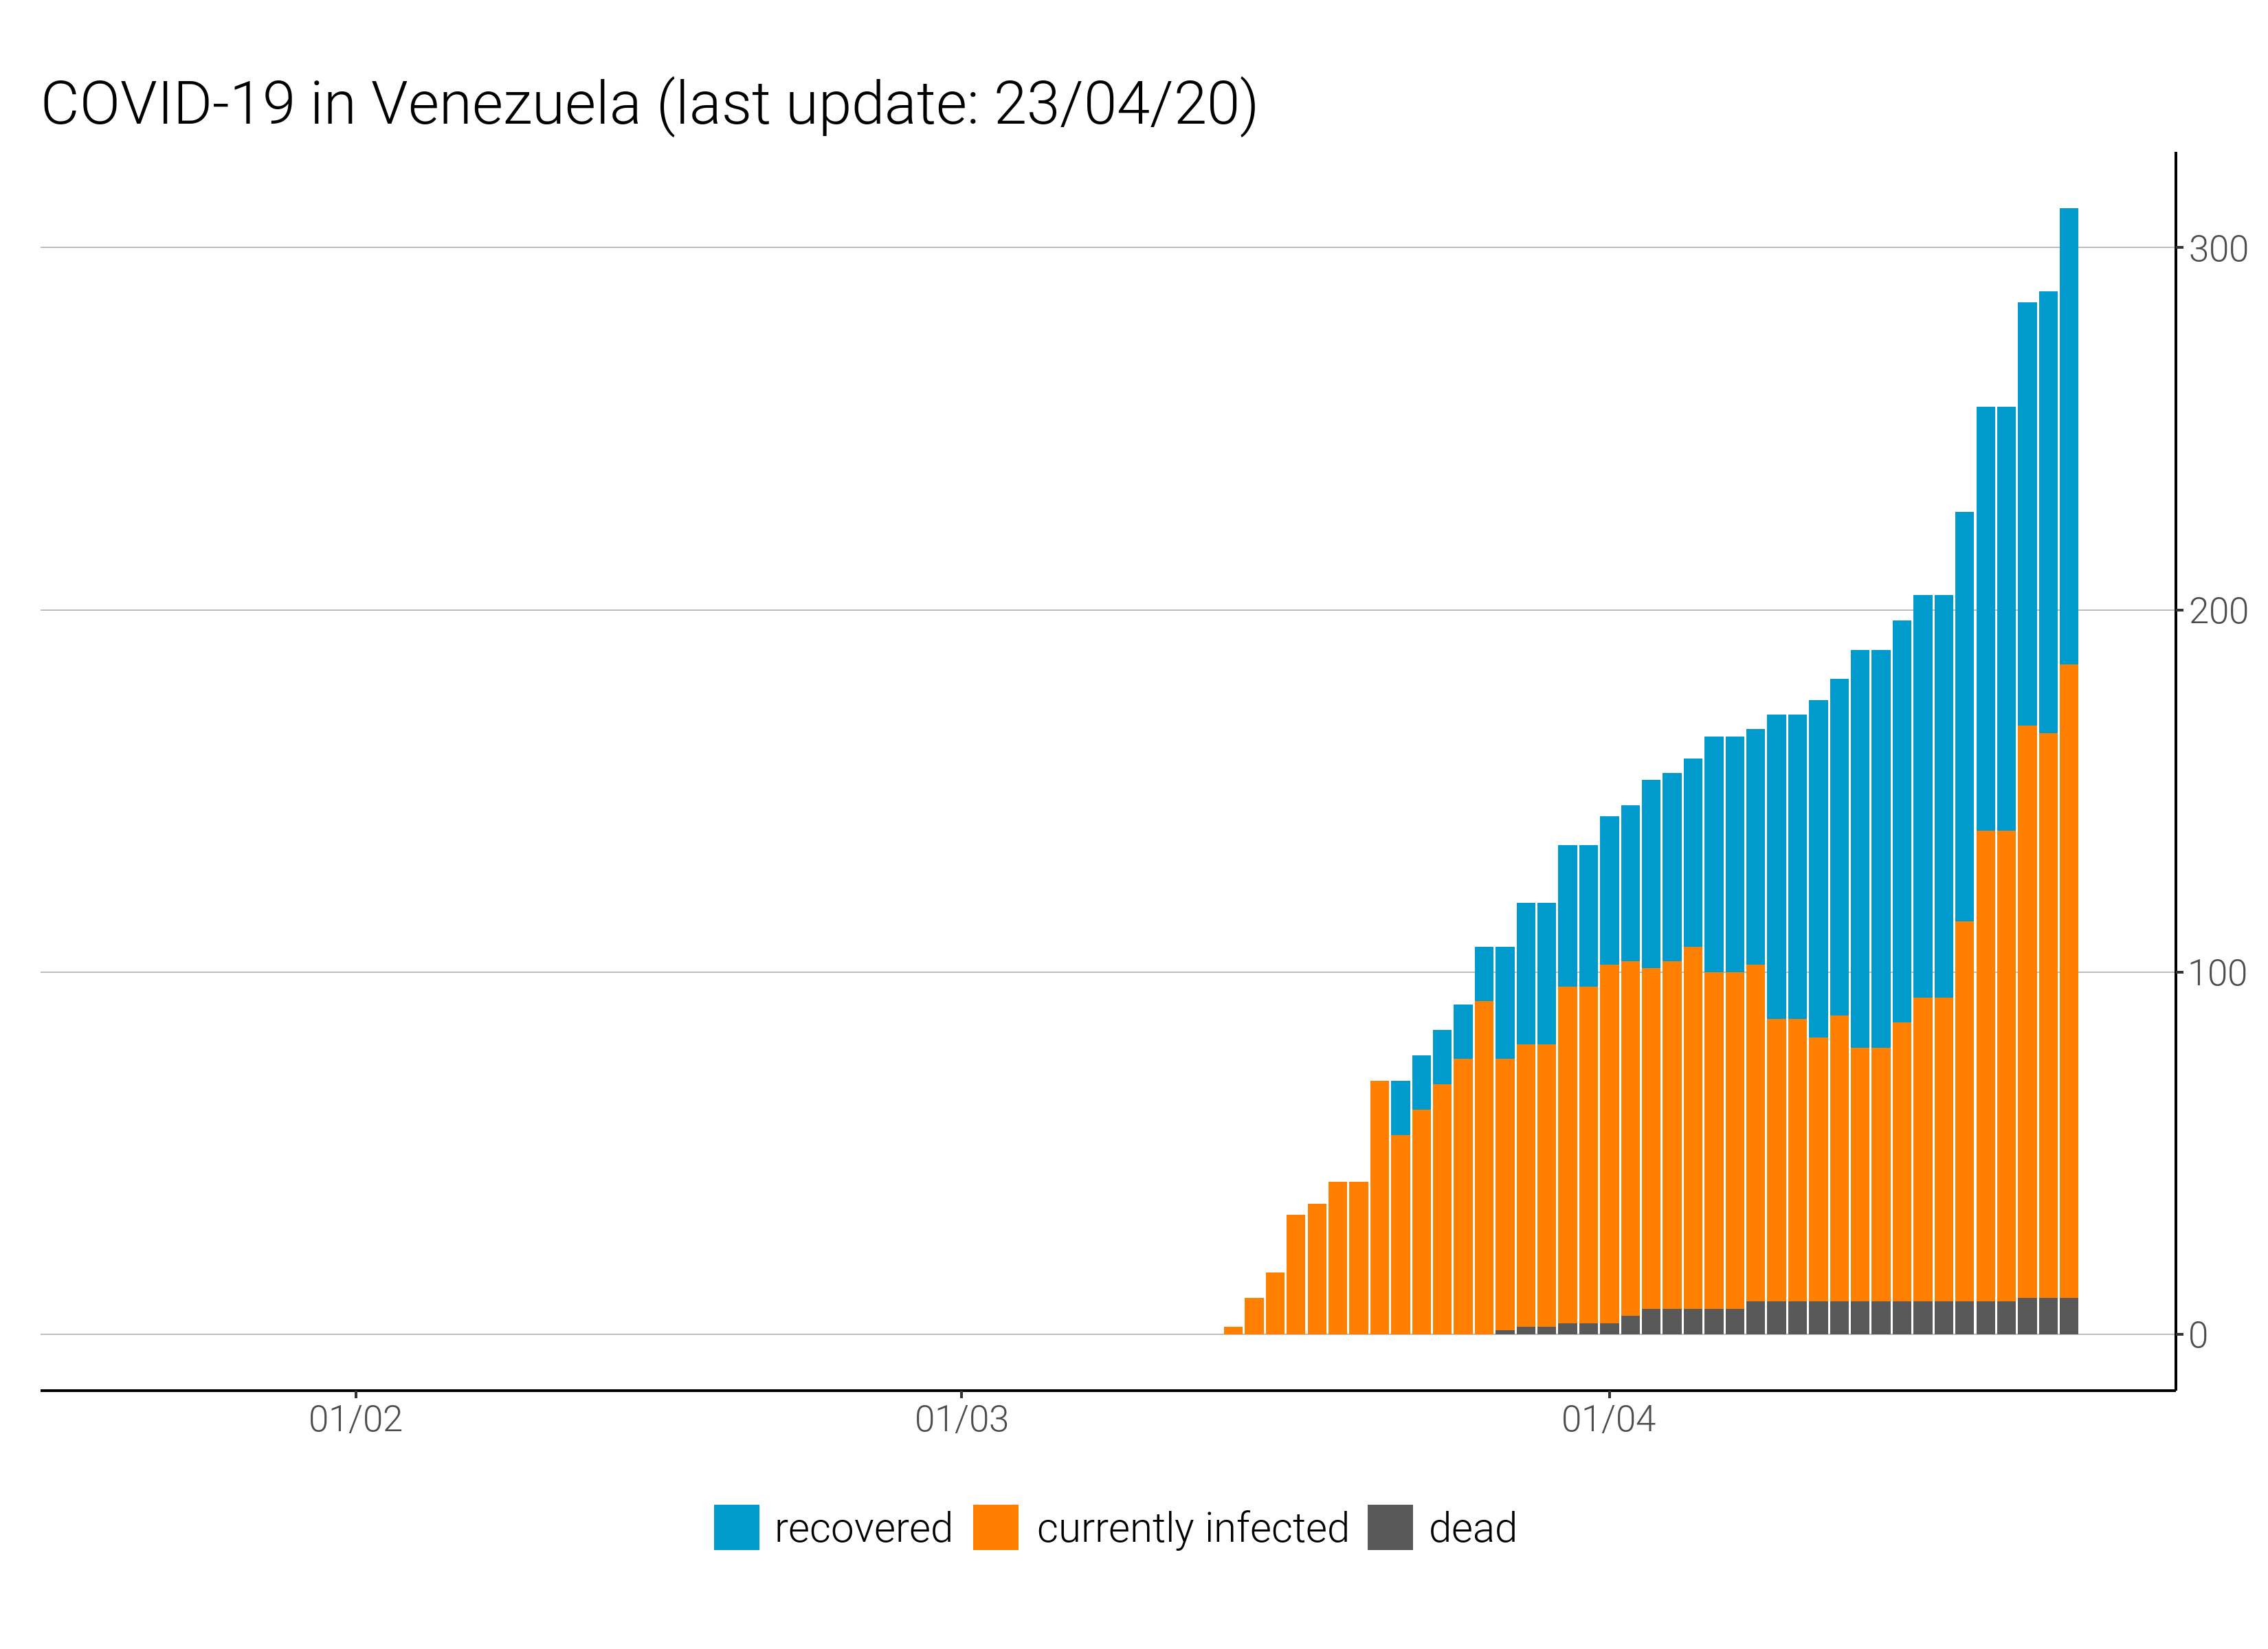 COVID-19 in Venezuela (last update: 23/04/20)
300
200
100
0
01/02 01/03 01/04
recovered currently infected dead